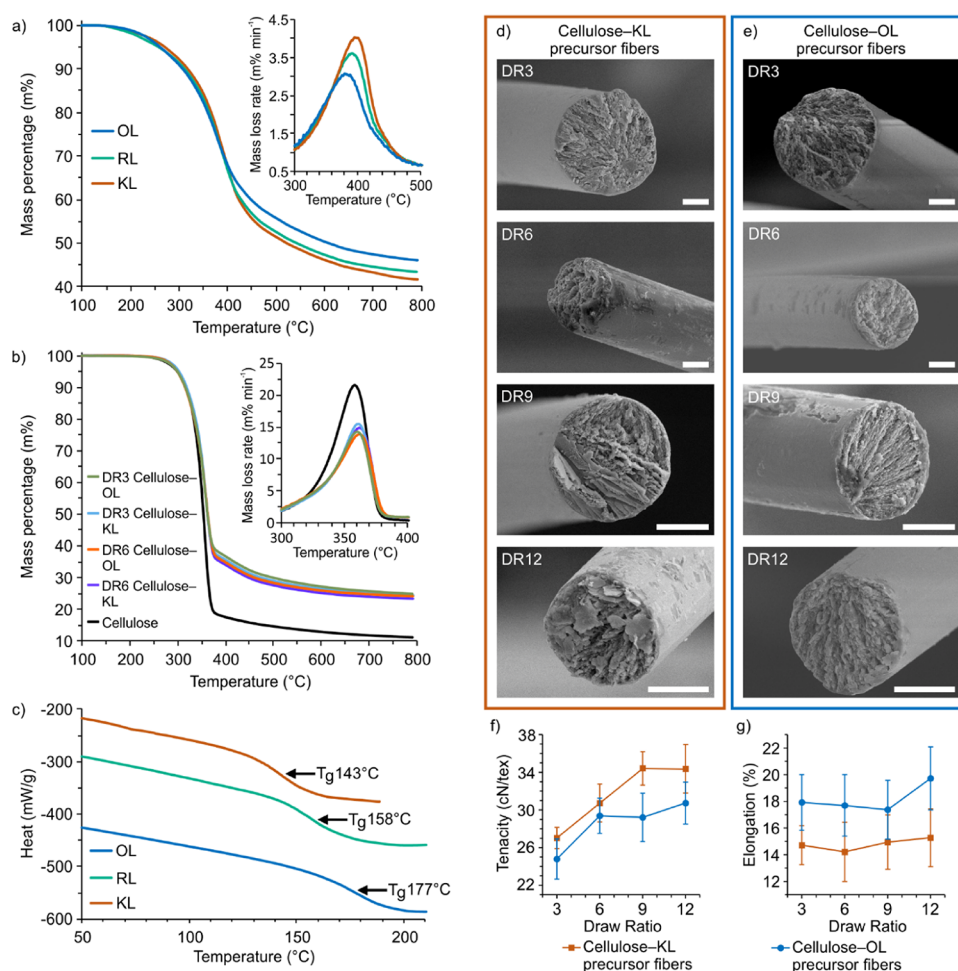 a)
Mass percentage (m%)
100
90
80
70
60
50
40
OL
RL
KL
100 200 300 400 500 600 700 800
Temperature (°C)
Mass loss rate (m% min⁻¹)
4.5
3.5
2.5
1.5
0.5
300 400 500
Temperature (°C)
b)
Mass percentage (m%)
100
90
80
70
60
50
40
30
20
10
DR3 Cellulose–
OL
DR3 Cellulose–
KL
DR6 Cellulose–
OL
DR6 Cellulose–
KL
Cellulose
100 200 300 400 500 600 700 800
Temperature (°C)
Mass loss rate (m% min⁻¹)
25
20
15
10
5
0
300 350 400
Temperature (°C)
c)
Heat (mW/g)
-200
-300
-400
-500
-600
Tg143°C
Tg158°C
Tg177°C
OL
RL
KL
50 100 150 200
Temperature (°C)
d) Cellulose–KL
precursor fibers
DR3
DR6
DR9
DR12
e) Cellulose–OL
precursor fibers
DR3
DR6
DR9
DR12
f)
Tenacity (cN/tex)
38
34
30
26
22
3 6 9 12
Draw Ratio
Cellulose–KL
precursor fibers
g)
Elongation (%)
22
20
18
16
14
12
3 6 9 12
Draw Ratio
Cellulose–OL
precursor fibers